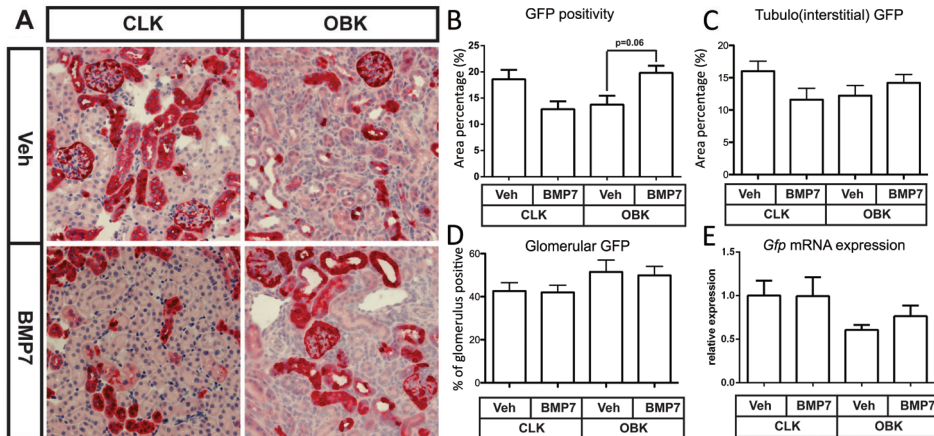 A
CLK
OBK
Veh
BMP7
B
GFP positivity
Area percentage (%)
25
20
15
10
5
0
p=0.06
Veh
BMP7
Veh
BMP7
CLK
OBK
C
Tubulo(interstitial) GFP
Area percentage (%)
20
15
10
5
0
Veh
BMP7
Veh
BMP7
CLK
OBK
D
Glomerular GFP
% of glomerulus positive
60
40
20
0
Veh
BMP7
Veh
BMP7
CLK
OBK
E
Gfp mRNA expression
relative expression
1.5
1.0
0.5
0.0
Veh
BMP7
Veh
BMP7
CLK
OBK